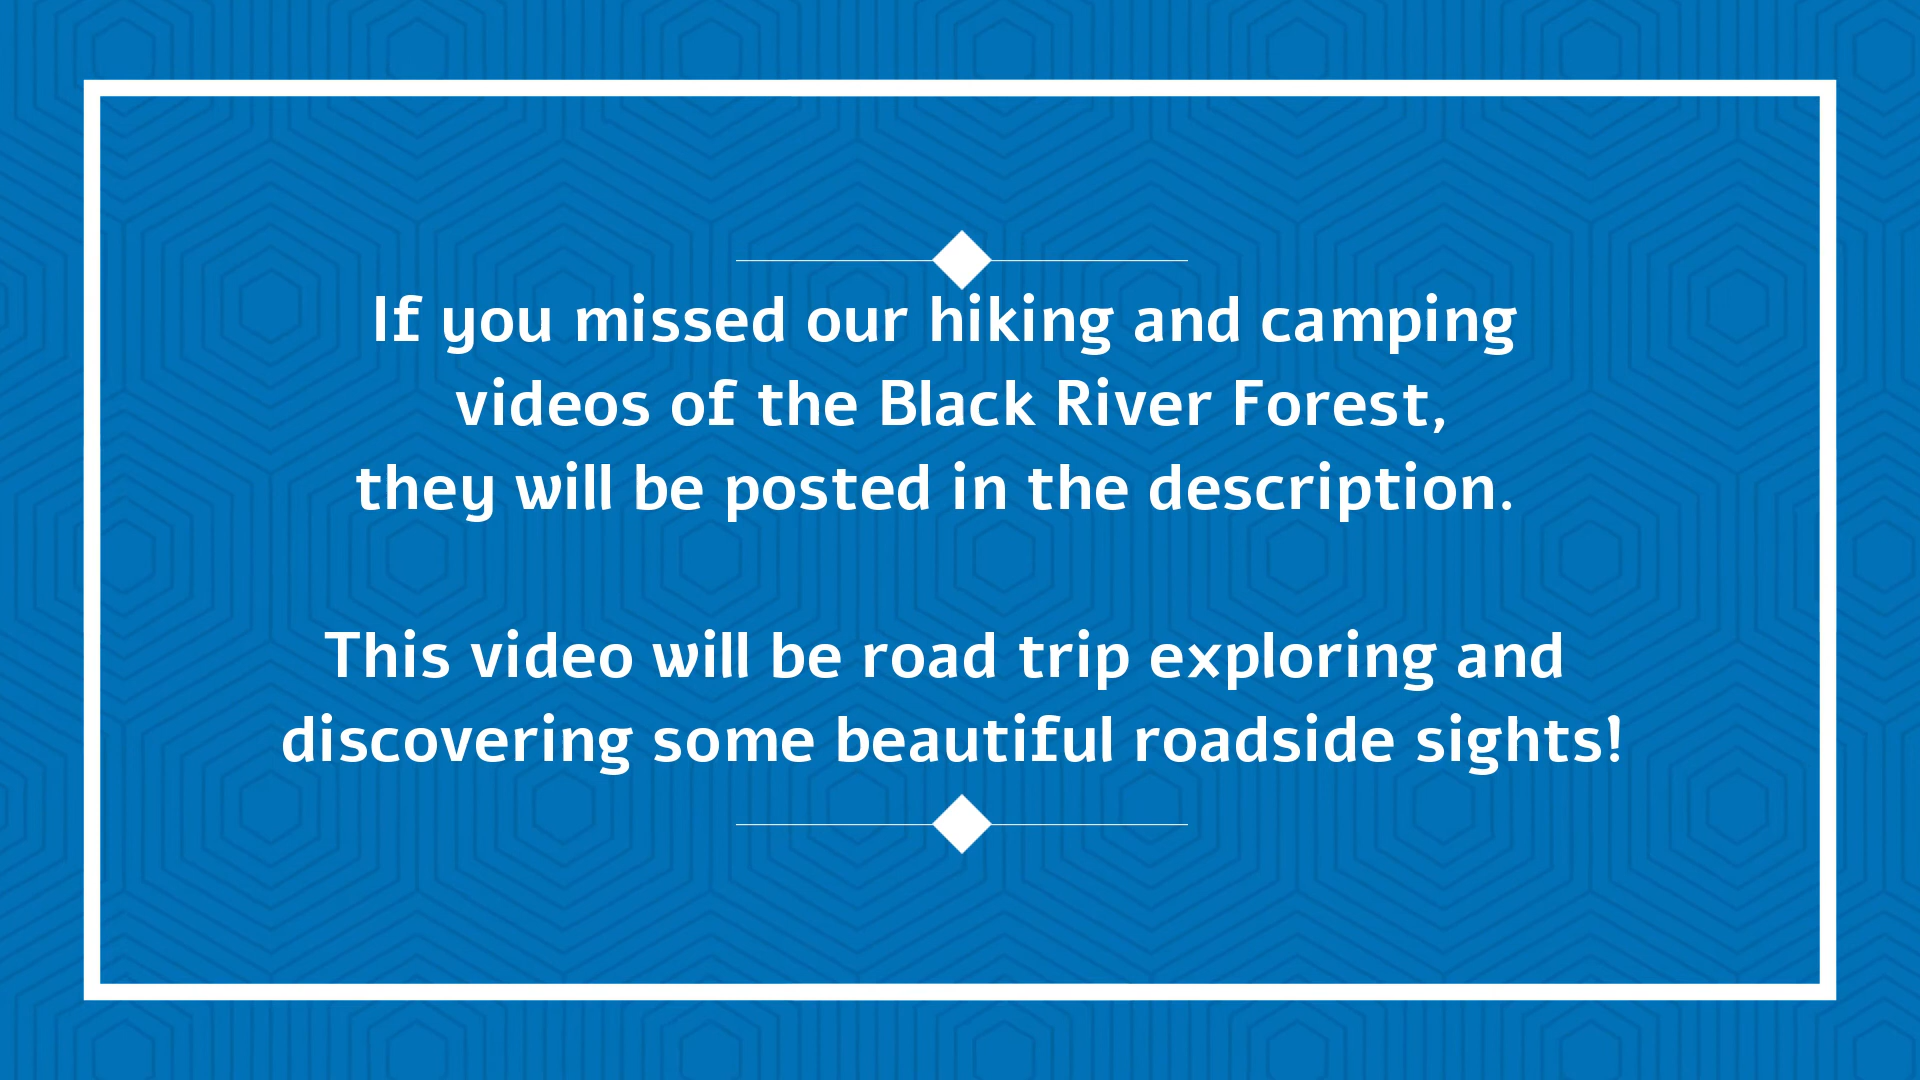 If you missed our hiking and camping
videos of the Black River Forest,
they will be posted in the description.
This video will be road trip exploring and
discovering some beautiful roadside sights!